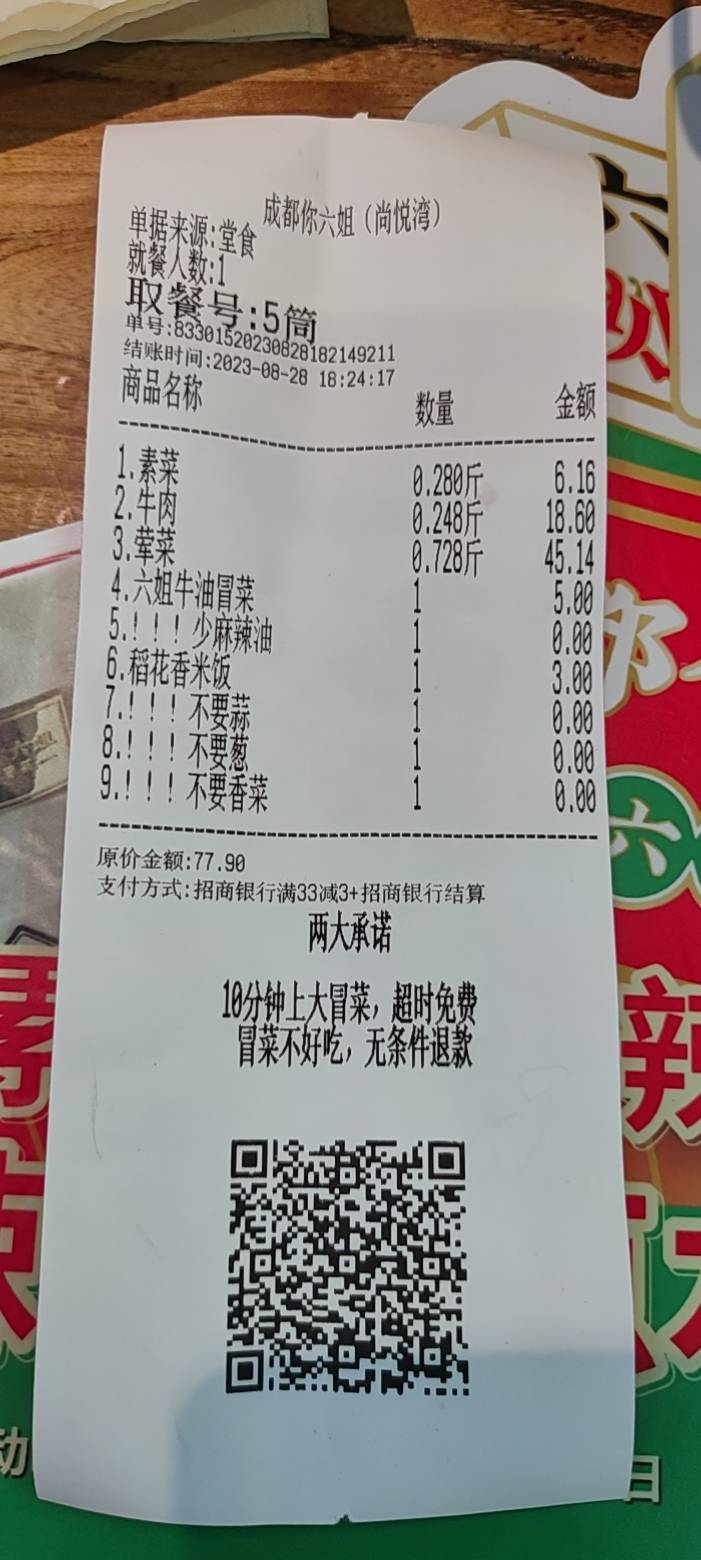 成都你六姐（尚悦湾）
单据来源:堂食
就餐人数:1
取餐号:5筒
单号:83301520230828182149211
结账时间:2023-08-28 18:24:17
商品名称 数量 金额
1.素菜 0.280斤 6.16
2.牛肉 0.248斤 18.60
3.荤菜 0.728斤 45.14
4.六姐牛油冒菜 1 5.00
5.！！！少麻辣油 1 0.00
6.稻花香米饭 1 3.00
7.！！！不要蒜 1 0.00
8.！！！不要葱 1 0.00
9.！！！不要香菜 1 0.00
原价金额:77.90
支付方式:招商银行满33减3+招商银行结算
两大承诺
10分钟上大冒菜，超时免费
冒菜不好吃，无条件退款
六
六
辣
动
日